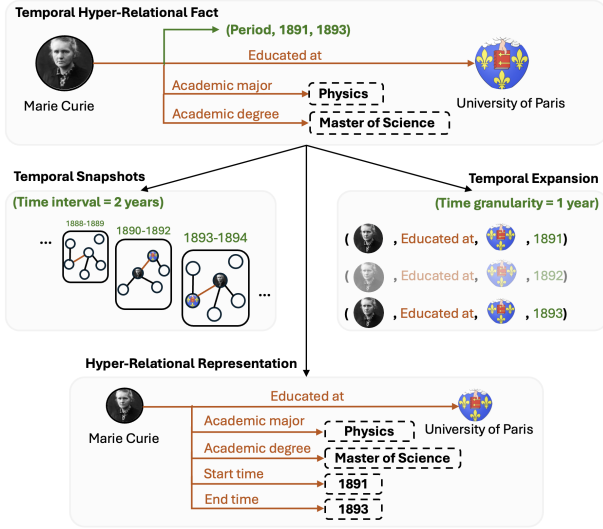 Temporal Hyper-Relational Fact
(Period, 1891, 1893)
Educated at
Marie Curie
Academic major
Physics
University of Paris
Academic degree
Master of Science
Temporal Snapshots
(Time interval = 2 years)
1888-1889
1890-1892
1893-1894
...
...
Temporal Expansion
(Time granularity = 1 year)
( , Educated at, , 1891)
( , Educated at, , 1892)
( , Educated at, , 1893)
Hyper-Relational Representation
Educated at
Marie Curie
Academic major
Physics
University of Paris
Academic degree
Master of Science
Start time
1891
End time
1893